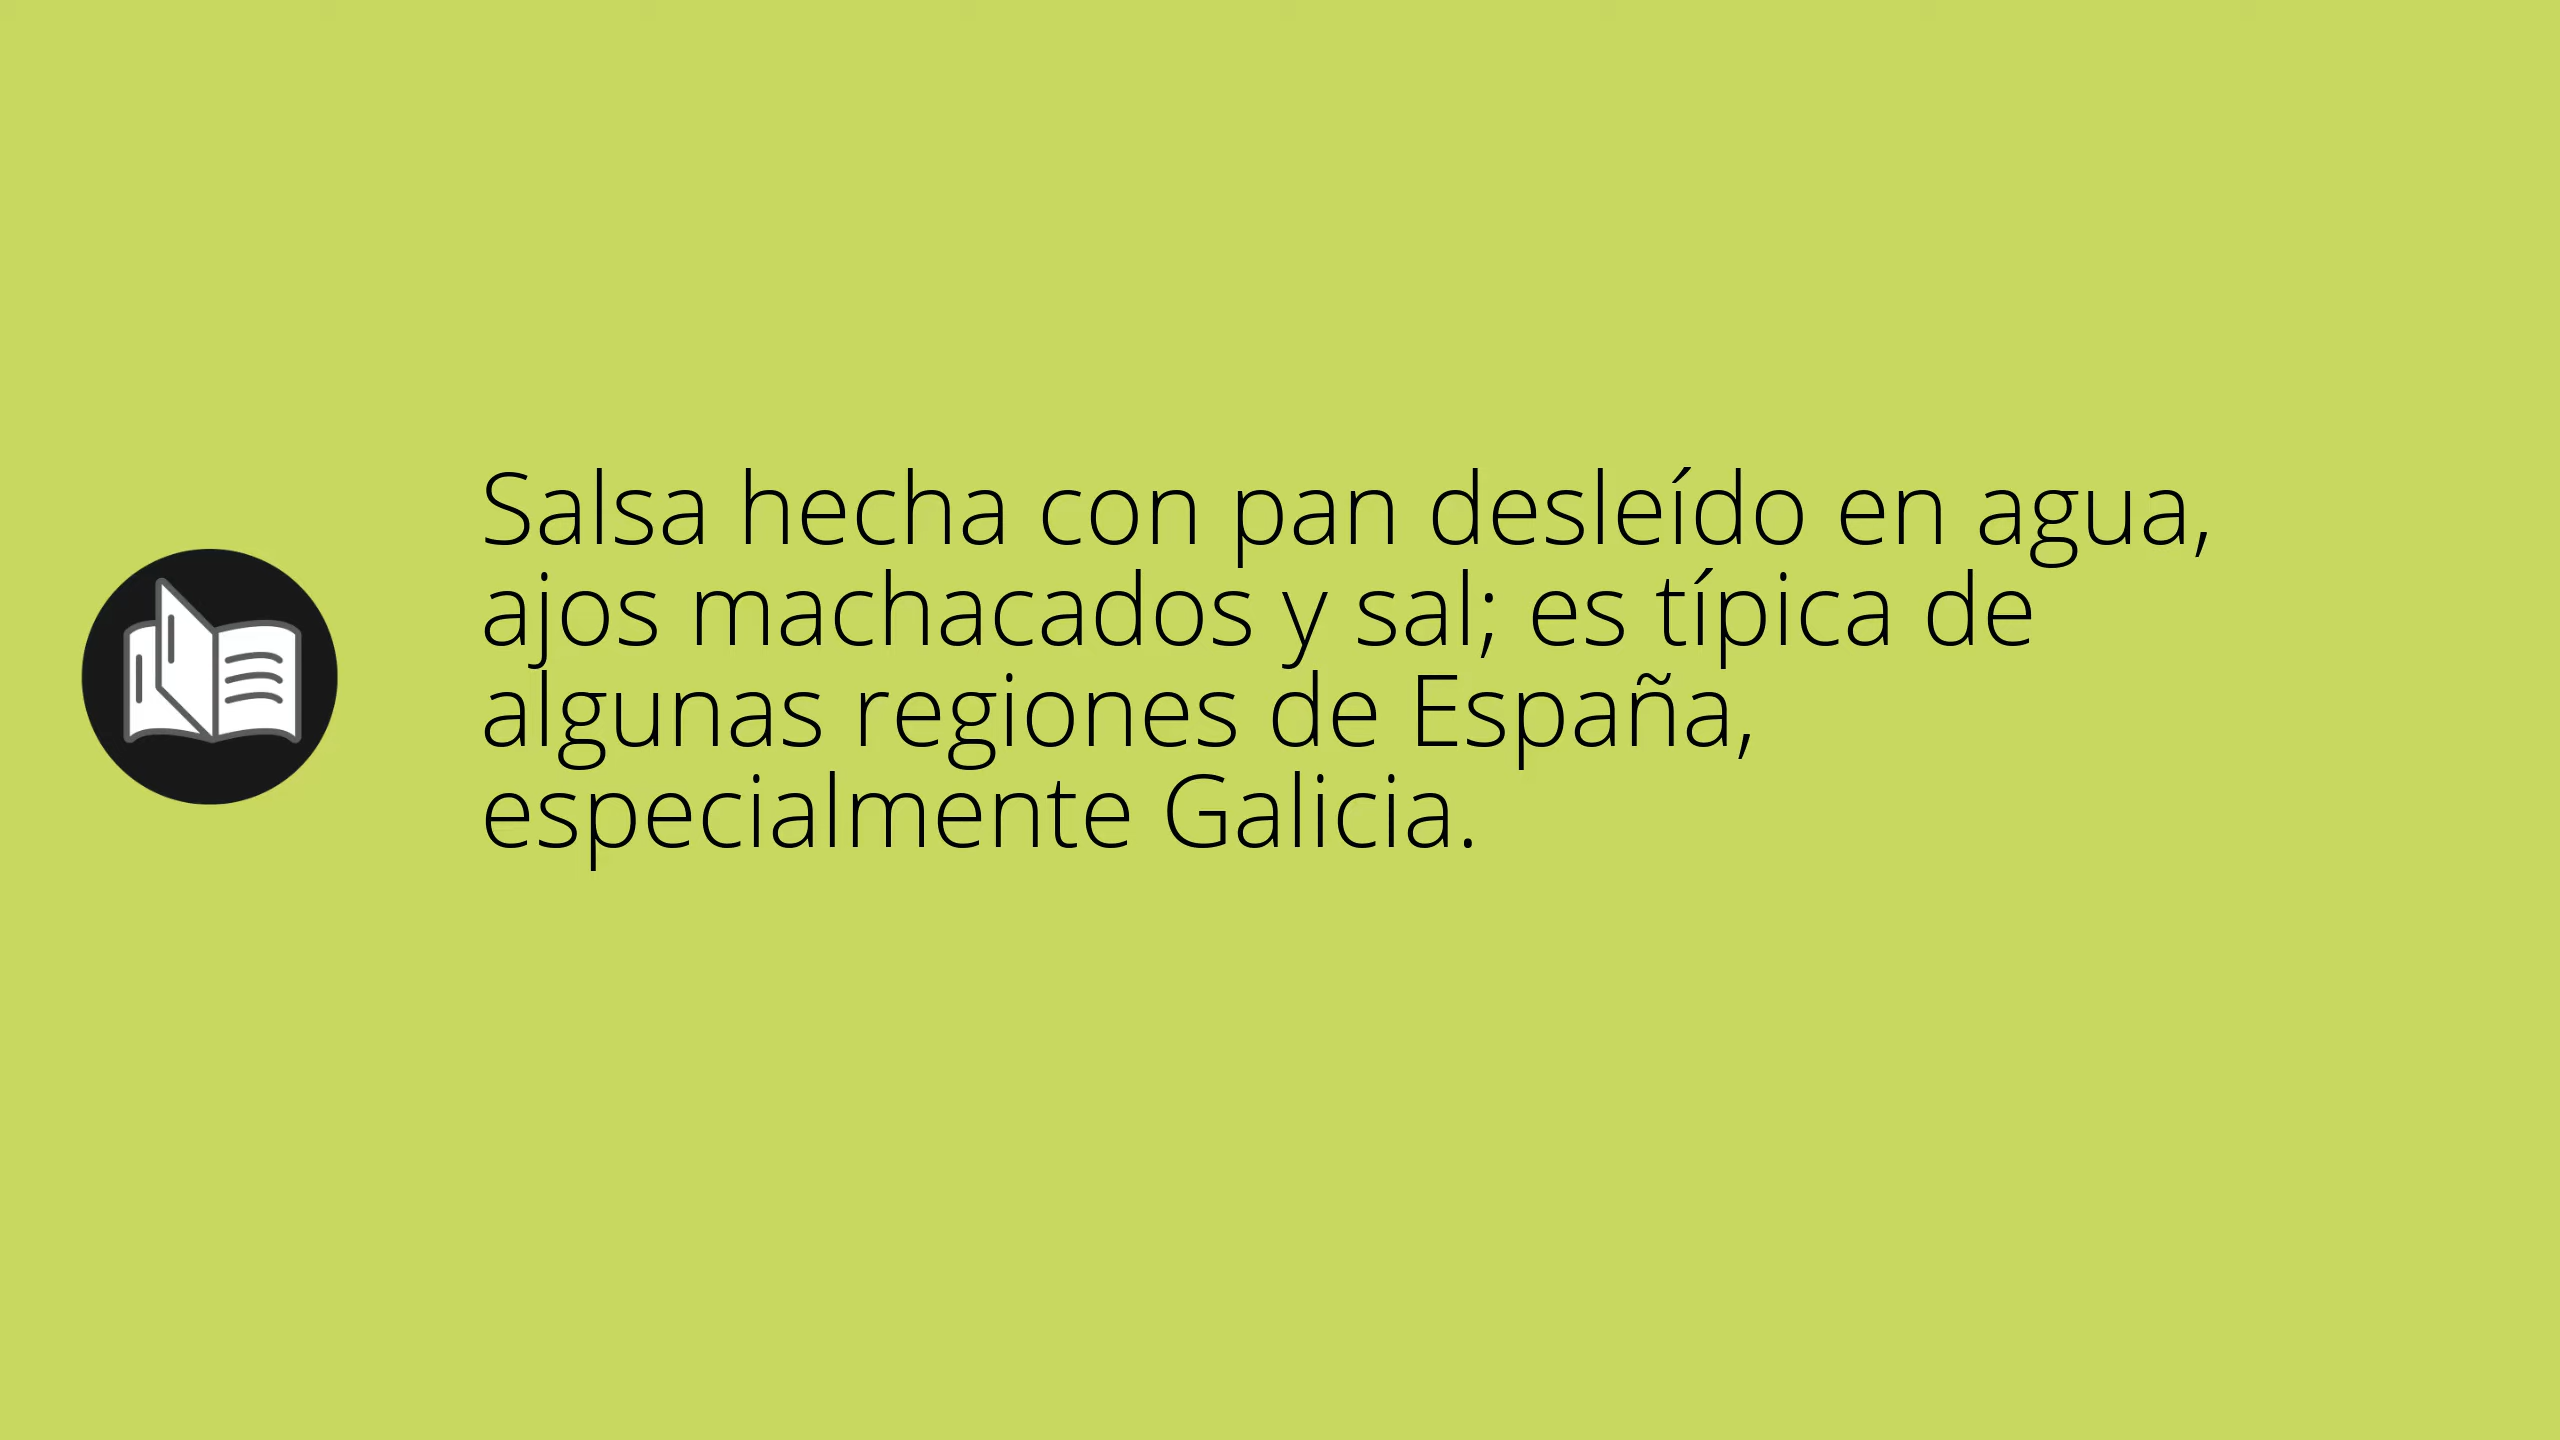 Salsa hecha con pan desleído en agua,
ajos machacados y sal; es típica de
algunas regiones de España,
especialmente Galicia.